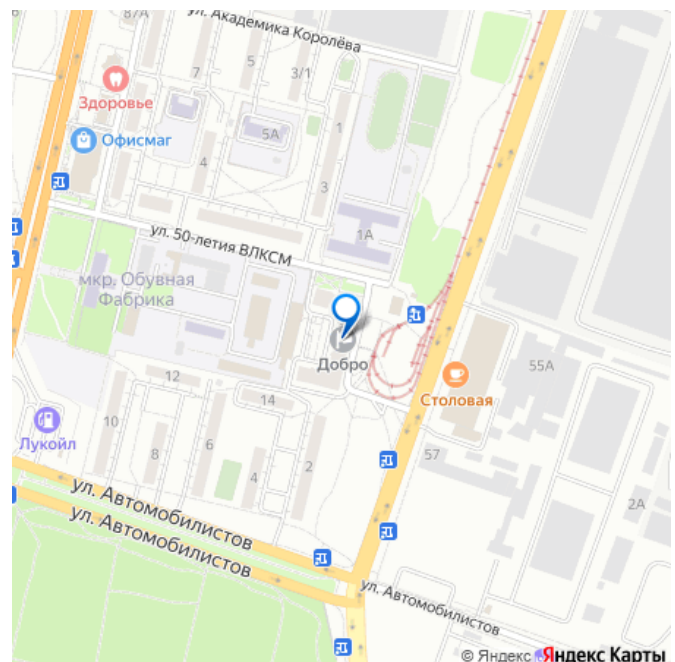 87А
ул. Академика Королёва
7
5
3/1
Здоровье
Офисмаг
5А
1
4
3
1А
ул. 50-летия ВЛКСМ
мкр. Обувная
Фабрика
Добро
55А
Столовая
12
14
10
6
8
4
2
57
Лукойл
2А
ул. Автомобилистов
ул. Автомобилистов
ул. Автомобилистов
© Яндекс Яндекс Карты